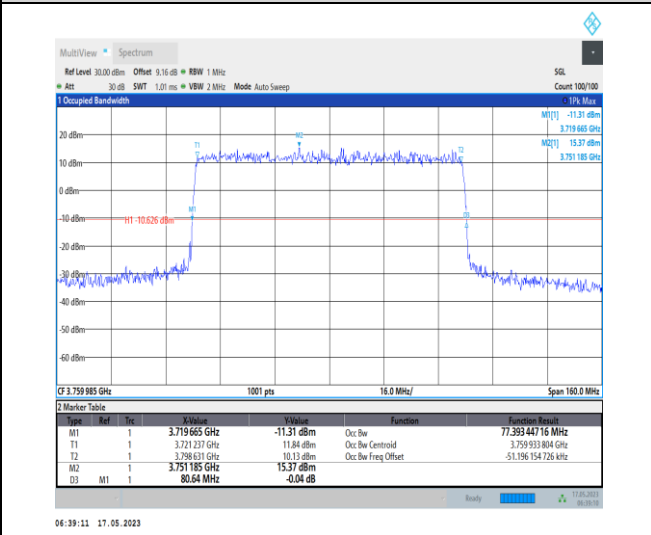 MultiView Spectrum
Ref Level 30.00 dBm Offset 9.16 dB RBW 1 MHz SGL
Att 30 dB SWT 1.01 ms VBW 2 MHz Mode Auto Sweep Count 100/100
1 Occupied Bandwidth 1Pk Max
M1[1] -11.31 dBm
3.719 665 GHz
M2[1] 15.37 dBm
3.751 185 GHz
20 dBm
T1 M2 T2
10 dBm
0 dBm
M1 D3
-10 dBm
H1 -10.626 dBm
-20 dBm
-30 dBm
-40 dBm
-50 dBm
-60 dBm
CF 3.759 985 GHz 1001 pts 16.0 MHz/ Span 160.0 MHz
2 Marker Table
Type Ref Trc X-Value Y-Value Function Function Result
M1 1 3.719 665 GHz -11.31 dBm Occ Bw 77.393 447 16 MHz
T1 1 3.721 237 GHz 11.84 dBm Occ Bw Centroid 3.759 933 804 GHz
T2 1 3.798 631 GHz 10.13 dBm Occ Bw Freq Offset -51.196 154 726 kHz
M2 1 3.751 185 GHz 15.37 dBm
D3 M1 1 80.64 MHz -0.04 dB
Ready 17.05.2023
06:39:10
06:39:11 17.05.2023